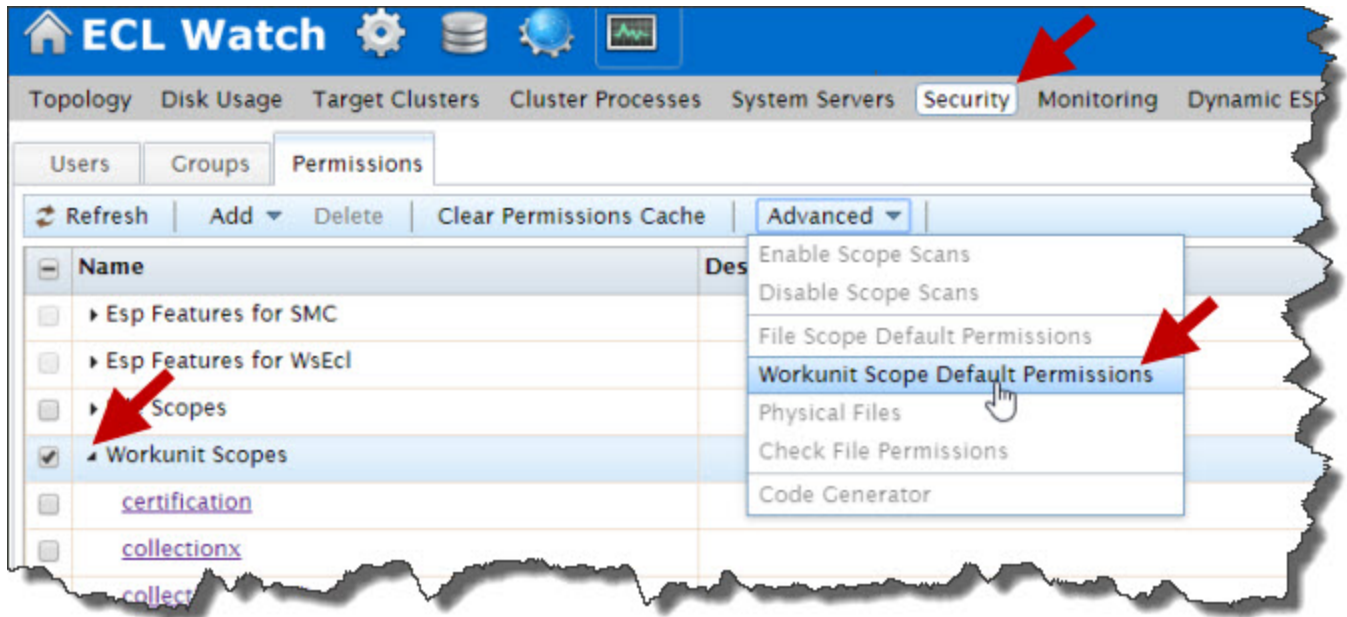 ECL Watch
Topology Disk Usage Target Clusters Cluster Processes System Servers Security Monitoring Dynamic
Users Groups Permissions
Refresh Add Delete Clear Permissions Cache Advanced
Name Des
Enable Scope Scans
Disable Scope Scans
Esp Features for SMC
File Scope Default Permissions
Esp Features for WsEcl
Workunit Scope Default Permissions
Scopes
Physical Files
Check File Permissions
Workunit Scopes
Code Generator
certification
collectionx
collect